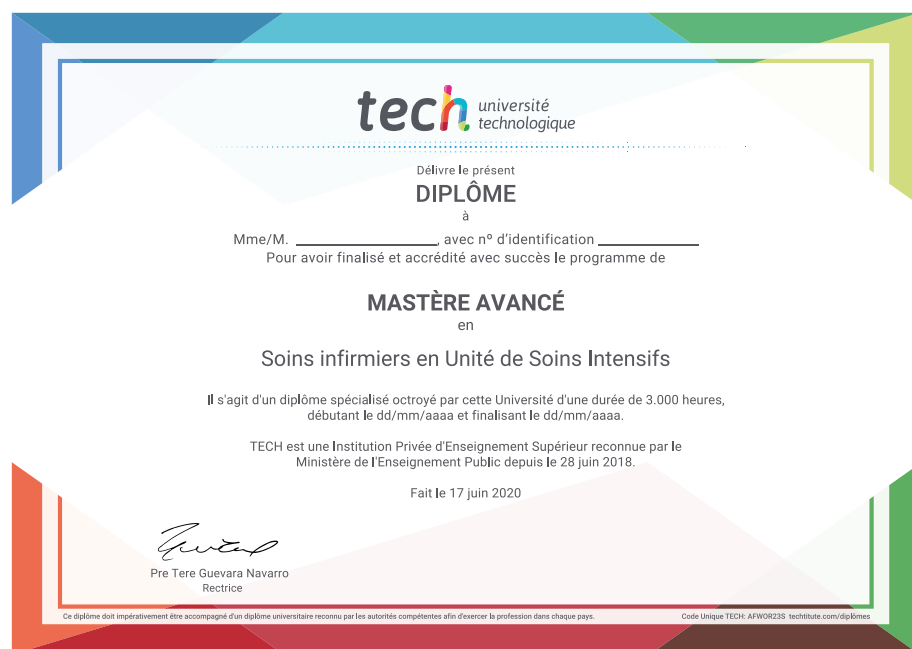 tech université
technologique
Délivre le présent
DIPLÔME
à
Mme/M. ____________________, avec nº d'identification ______________
Pour avoir finalisé et accrédité avec succès le programme de
MASTÈRE AVANCÉ
en
Soins infirmiers en Unité de Soins Intensifs
Il s'agit d'un diplôme spécialisé octroyé par cette Université d'une durée de 3.000 heures,
débutant le dd/mm/aaaa et finalisant le dd/mm/aaaa.
TECH est une Institution Privée d'Enseignement Supérieur reconnue par le
Ministère de l'Enseignement Public depuis le 28 juin 2018.
Fait le 17 juin 2020
Pre Tere Guevara Navarro
Rectrice
Ce diplôme doit impérativement être accompagné d'un diplôme universitaire reconnu par les autorités compétentes afin d'exercer la profession dans chaque pays.
Code Unique TECH: AFWOR23S techtitute.com/diplômes